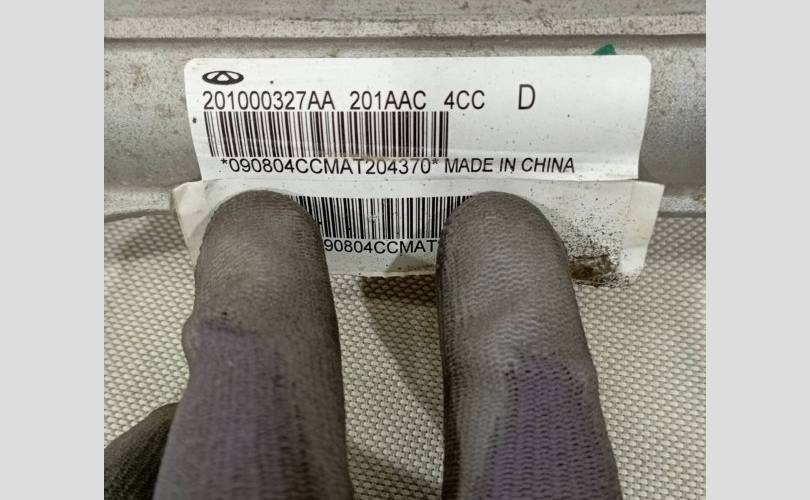 201000327AA 201AAC 4CC D
*090804CCMAT204370* MADE IN CHINA
90804CCMAT